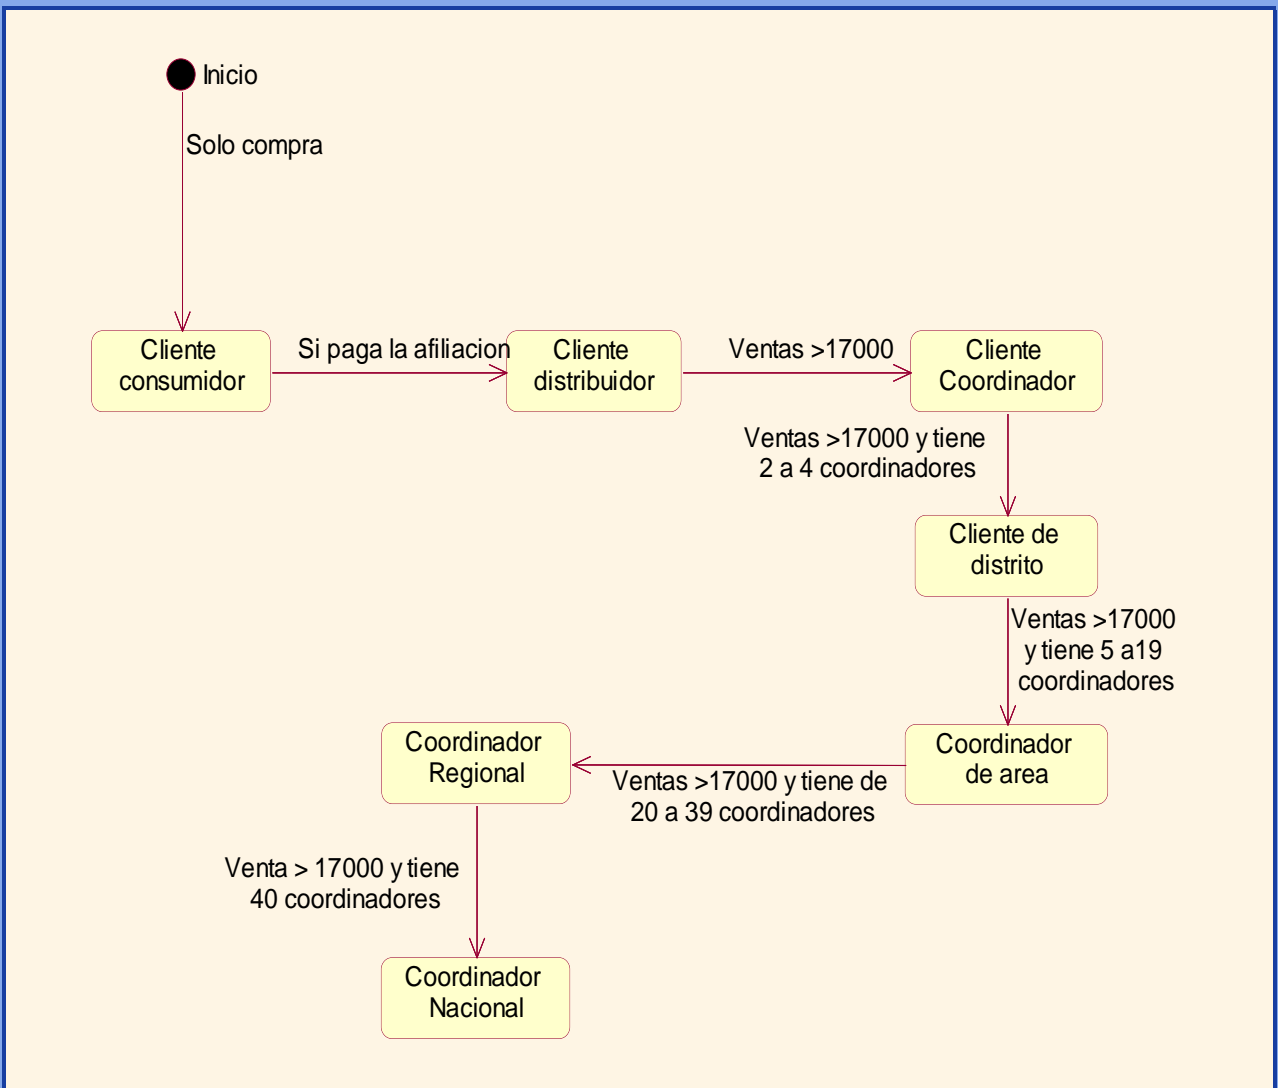 Inicio
Solo compra
Cliente
consumidor
Si paga la afiliacion
Cliente
distribuidor
Ventas >17000
Cliente
Coordinador
Ventas >17000 y tiene
2 a 4 coordinadores
Cliente de
distrito
Ventas >17000
y tiene 5 a19
coordinadores
Coordinador
de area
Ventas >17000 y tiene de
20 a 39 coordinadores
Coordinador
Regional
Venta > 17000 y tiene
40 coordinadores
Coordinador
Nacional